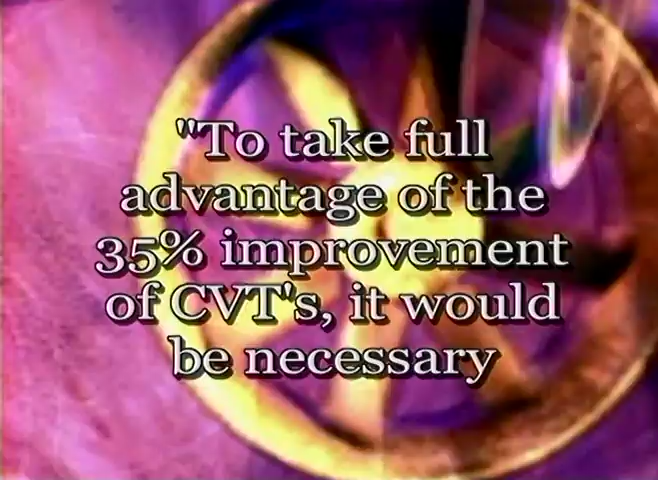 "To take full
advantage of the
35% improvement
of CVT's, it would
be necessary